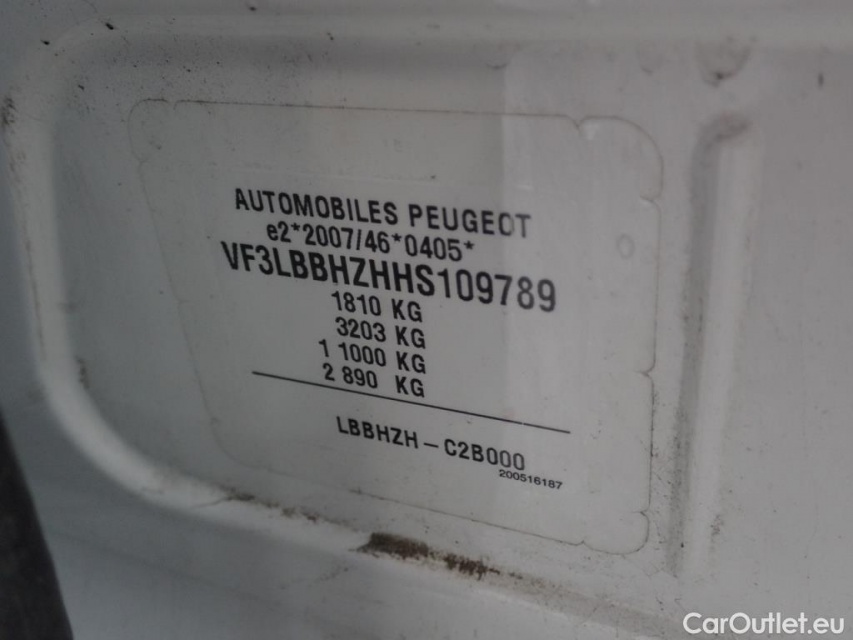 AUTOMOBILES PEUGEOT
e2*2007/46*0405*
VF3LBBHZHHS109789
1810 KG
3203 KG
1 1000 KG
2 890 KG
LBBHZH - C2B000
200516187
CarOutlet.eu